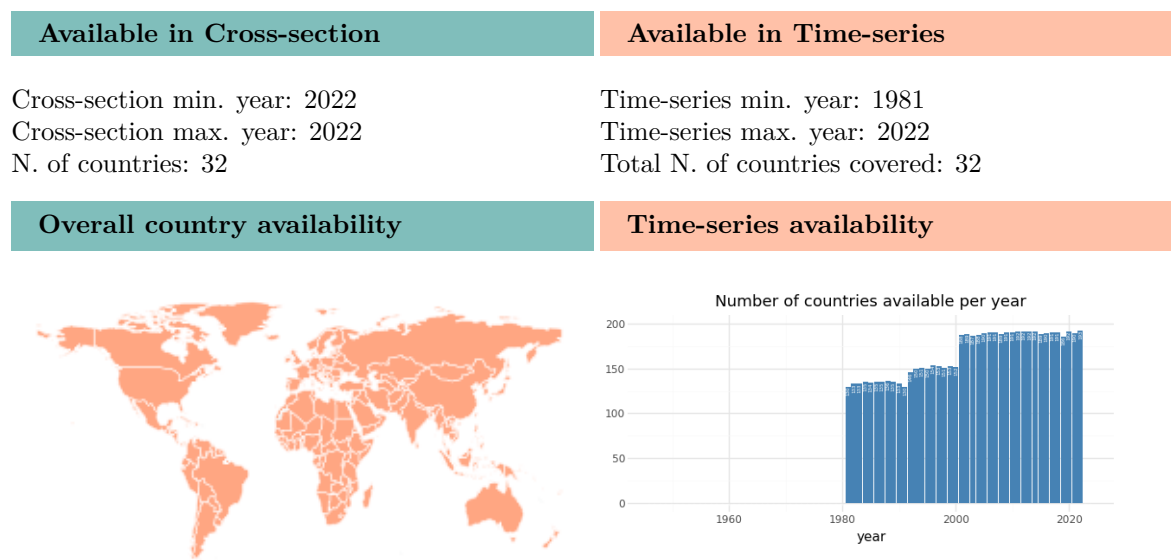 Available in Cross-section
Available in Time-series
Cross-section min. year: 2022
Cross-section max. year: 2022
N. of countries: 32
Time-series min. year: 1981
Time-series max. year: 2022
Total N. of countries covered: 32
Overall country availability
Time-series availability
Number of countries available per year
200
150
100
50
0
1960
1980
2000
2020
year